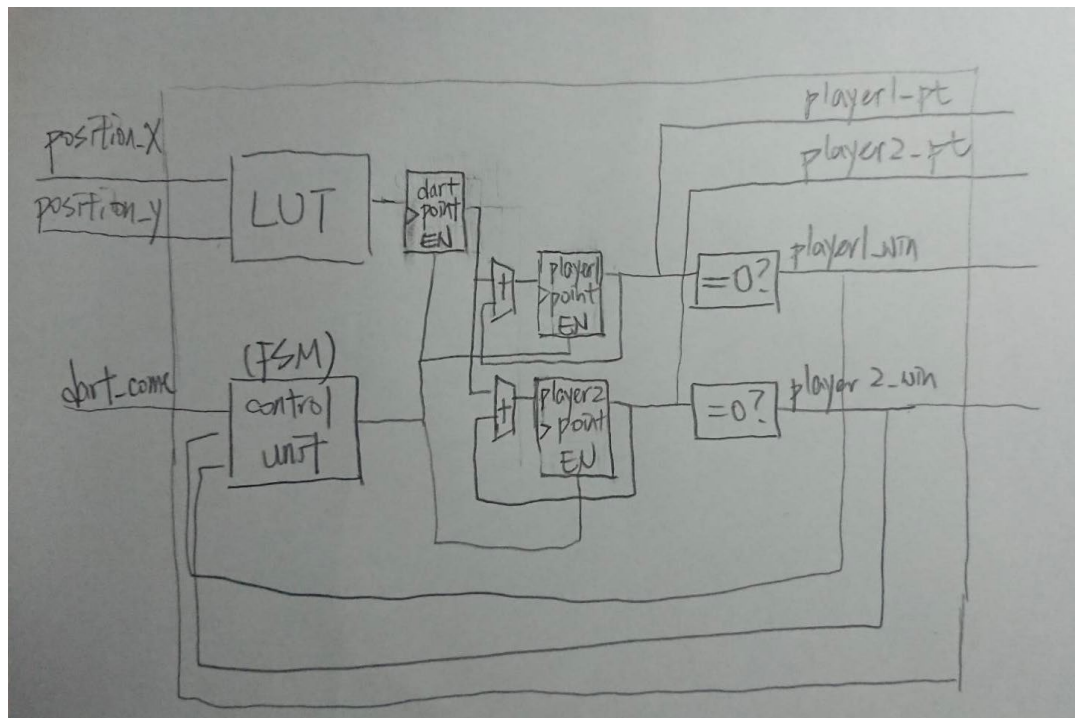 player1-pt
player2-pt
position_X
position_y
LUT
dart
point
EN
+
player1
point
EN
=0?
player1_win
(FSM)
dart_come
control
unit
+
player2
point
EN
=0?
player 2_win